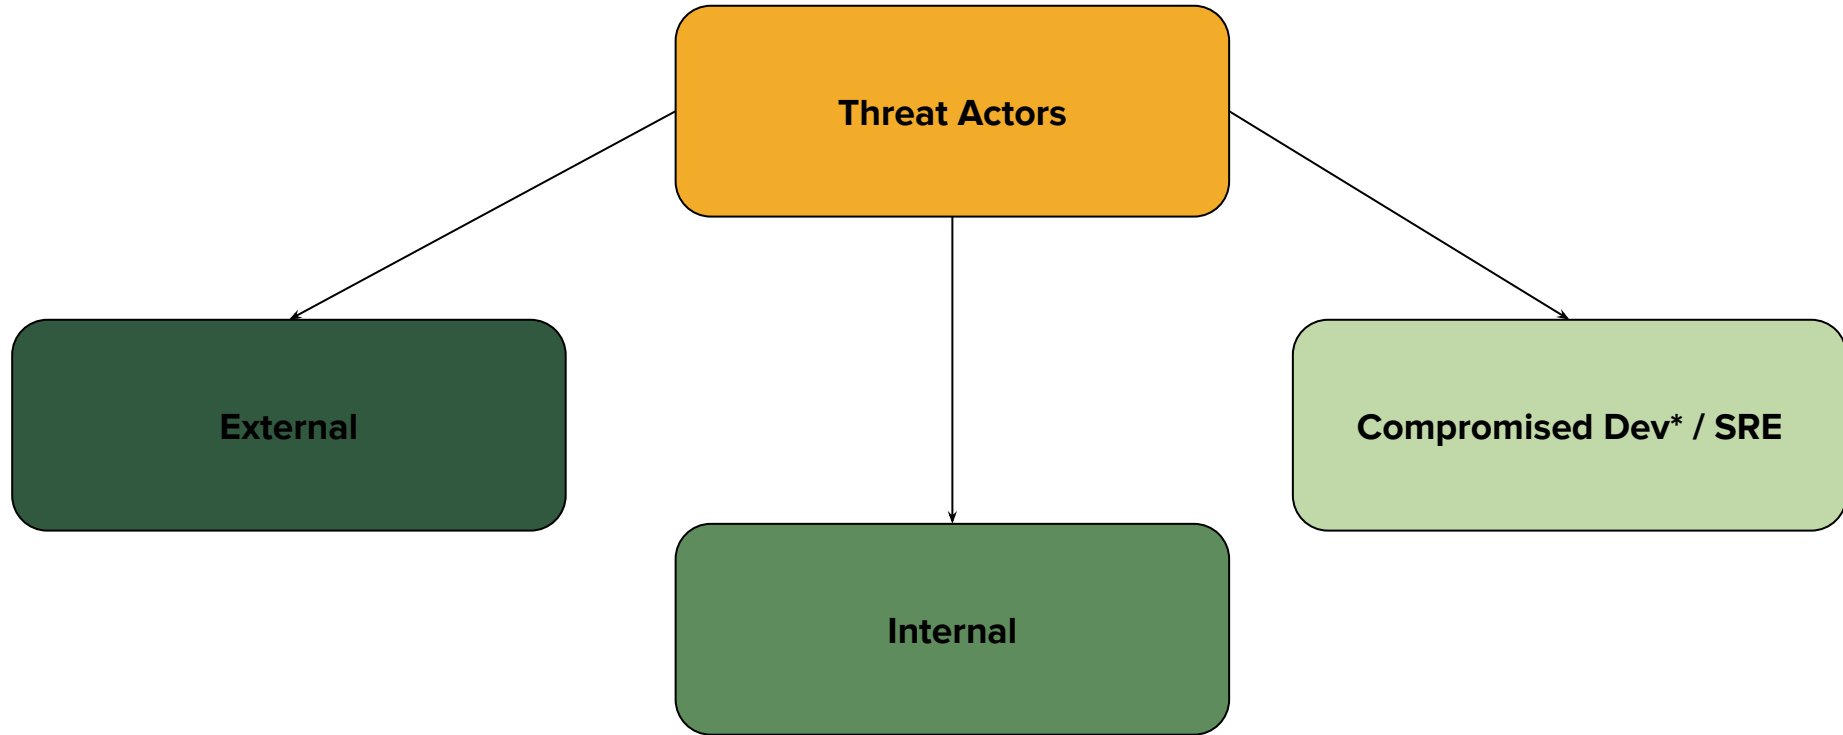 Threat Actors
External
Compromised Dev* / SRE
Internal